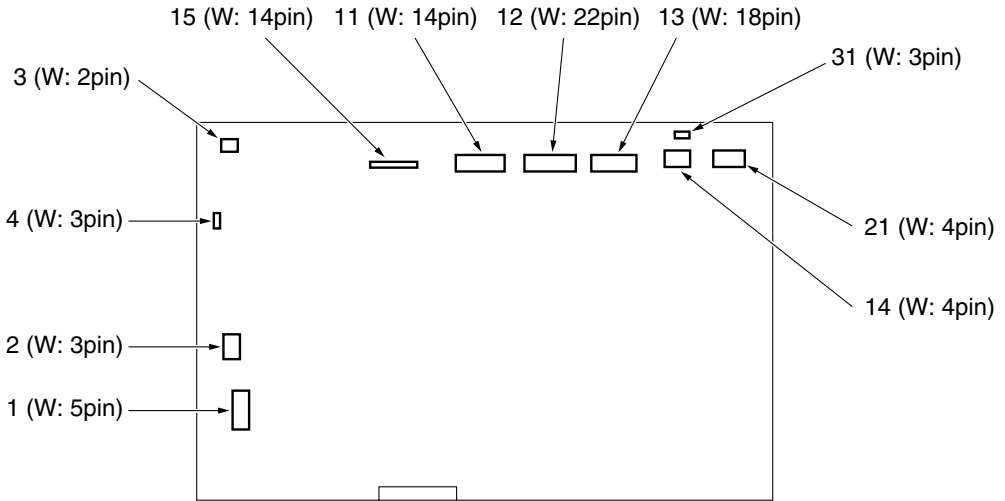 15 (W: 14pin) 11 (W: 14pin) 12 (W: 22pin) 13 (W: 18pin)
31 (W: 3pin)
3 (W: 2pin)
4 (W: 3pin)
21 (W: 4pin)
14 (W: 4pin)
2 (W: 3pin)
1 (W: 5pin)